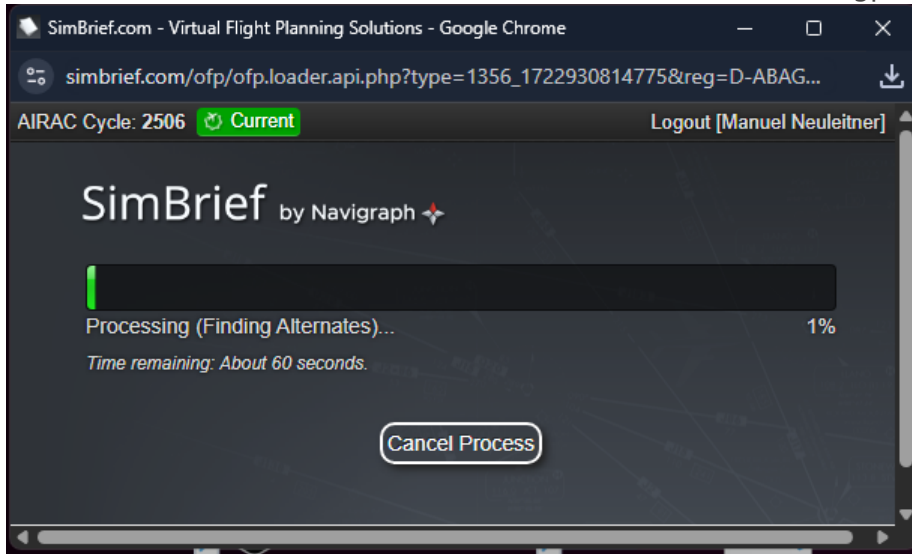 SimBrief.com - Virtual Flight Planning Solutions - Google Chrome
simbrief.com/ofp/ofp.loader.api.php?type=1356_1722930814775&reg=D-ABAG...
AIRAC Cycle: 2506 Current Logout [Manuel Neuleitner]
SimBrief by Navigraph
Processing (Finding Alternates)... 1%
Time remaining: About 60 seconds.
Cancel Process